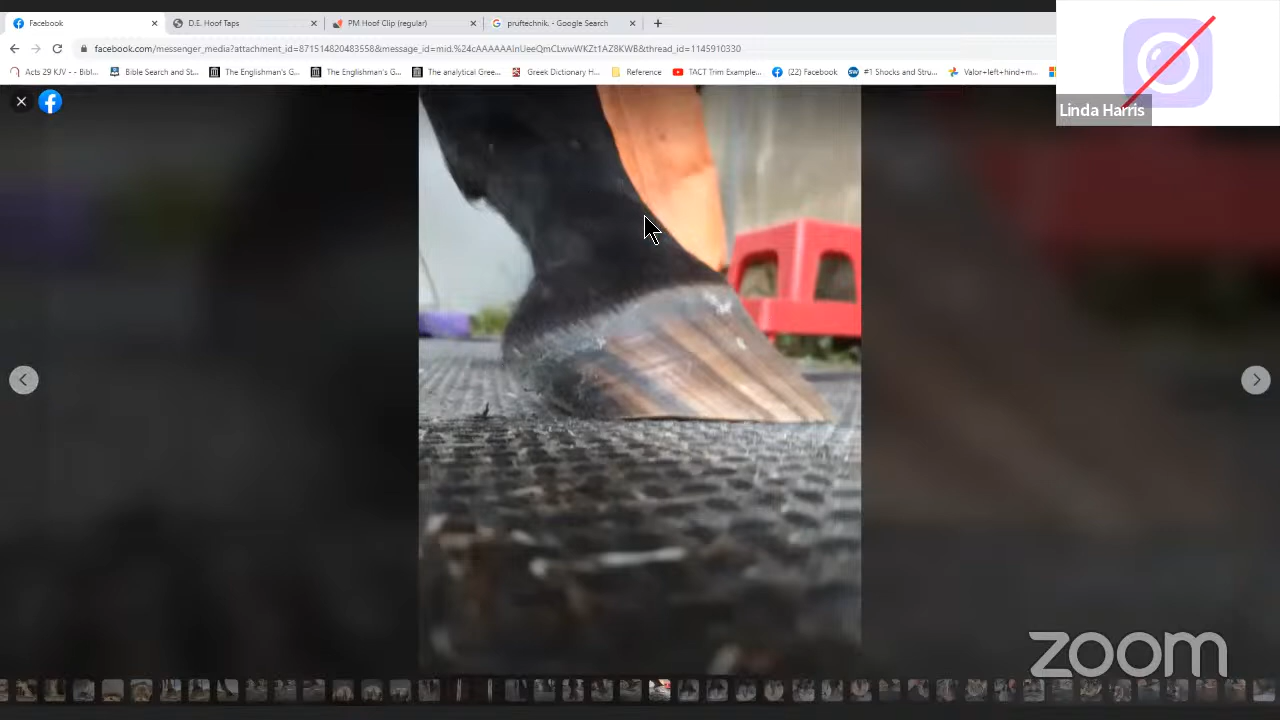 Facebook
D.E. Hoof Taps
PM Hoof Clip (regular)
pruftechnik. - Google Search
facebook.com/messenger_media?attachment_id=871514820483558&message_id=mid.%24cAAAAAAInUeeQmCLwwWKZt1AZ8KWB&thread_id=1145910330
Acts 29 KJV - - Bibl...
Bible Search and St...
The Englishman's G...
The Englishman's G...
The analytical Gree...
Greek Dictionary H...
Reference
TACT Trim Example...
(22) Facebook
#1 Shocks and Stru...
Valor+left+hind+m...
Linda Harris
zoom